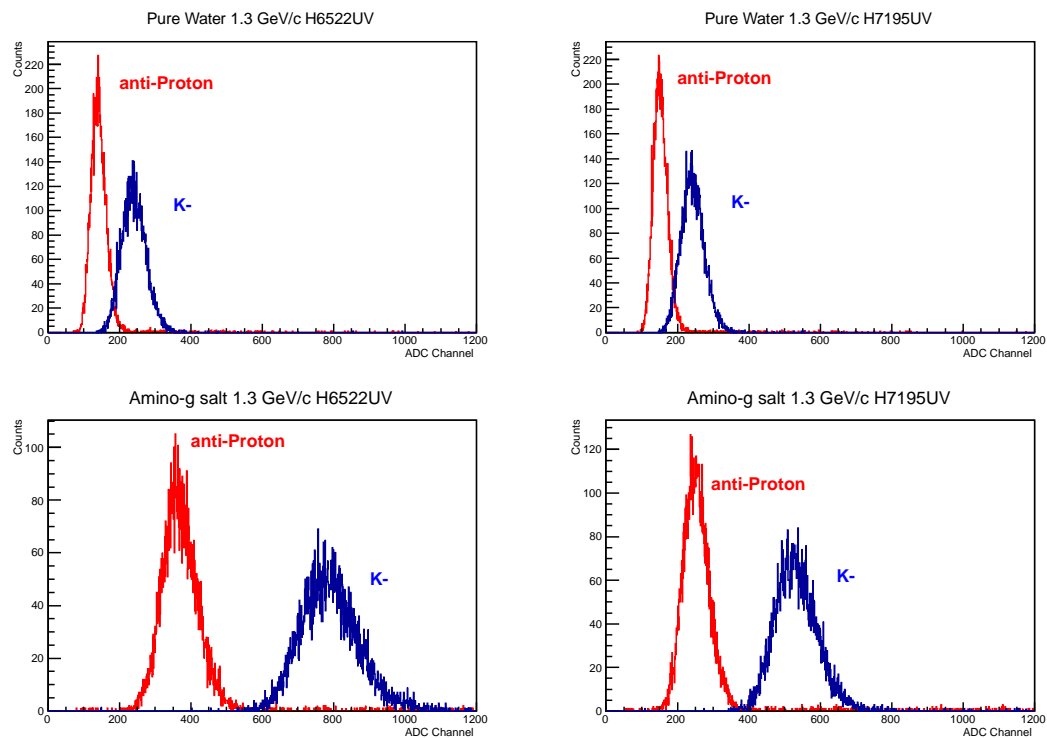 Pure Water 1.3 GeV/c H6522UV
Counts
220
200
180
160
140
120
100
80
60
40
20
0
anti-Proton
K-
0 200 400 600 800 1000 1200
ADC Channel
Pure Water 1.3 GeV/c H7195UV
Counts
220
200
180
160
140
120
100
80
60
40
20
0
anti-Proton
K-
0 200 400 600 800 1000 1200
ADC Channel
Amino-g salt 1.3 GeV/c H6522UV
Counts
100
80
60
40
20
0
anti-Proton
K-
0 200 400 600 800 1000 1200
ADC Channel
Amino-g salt 1.3 GeV/c H7195UV
Counts
120
100
80
60
40
20
0
anti-Proton
K-
0 200 400 600 800 1000 1200
ADC Channel